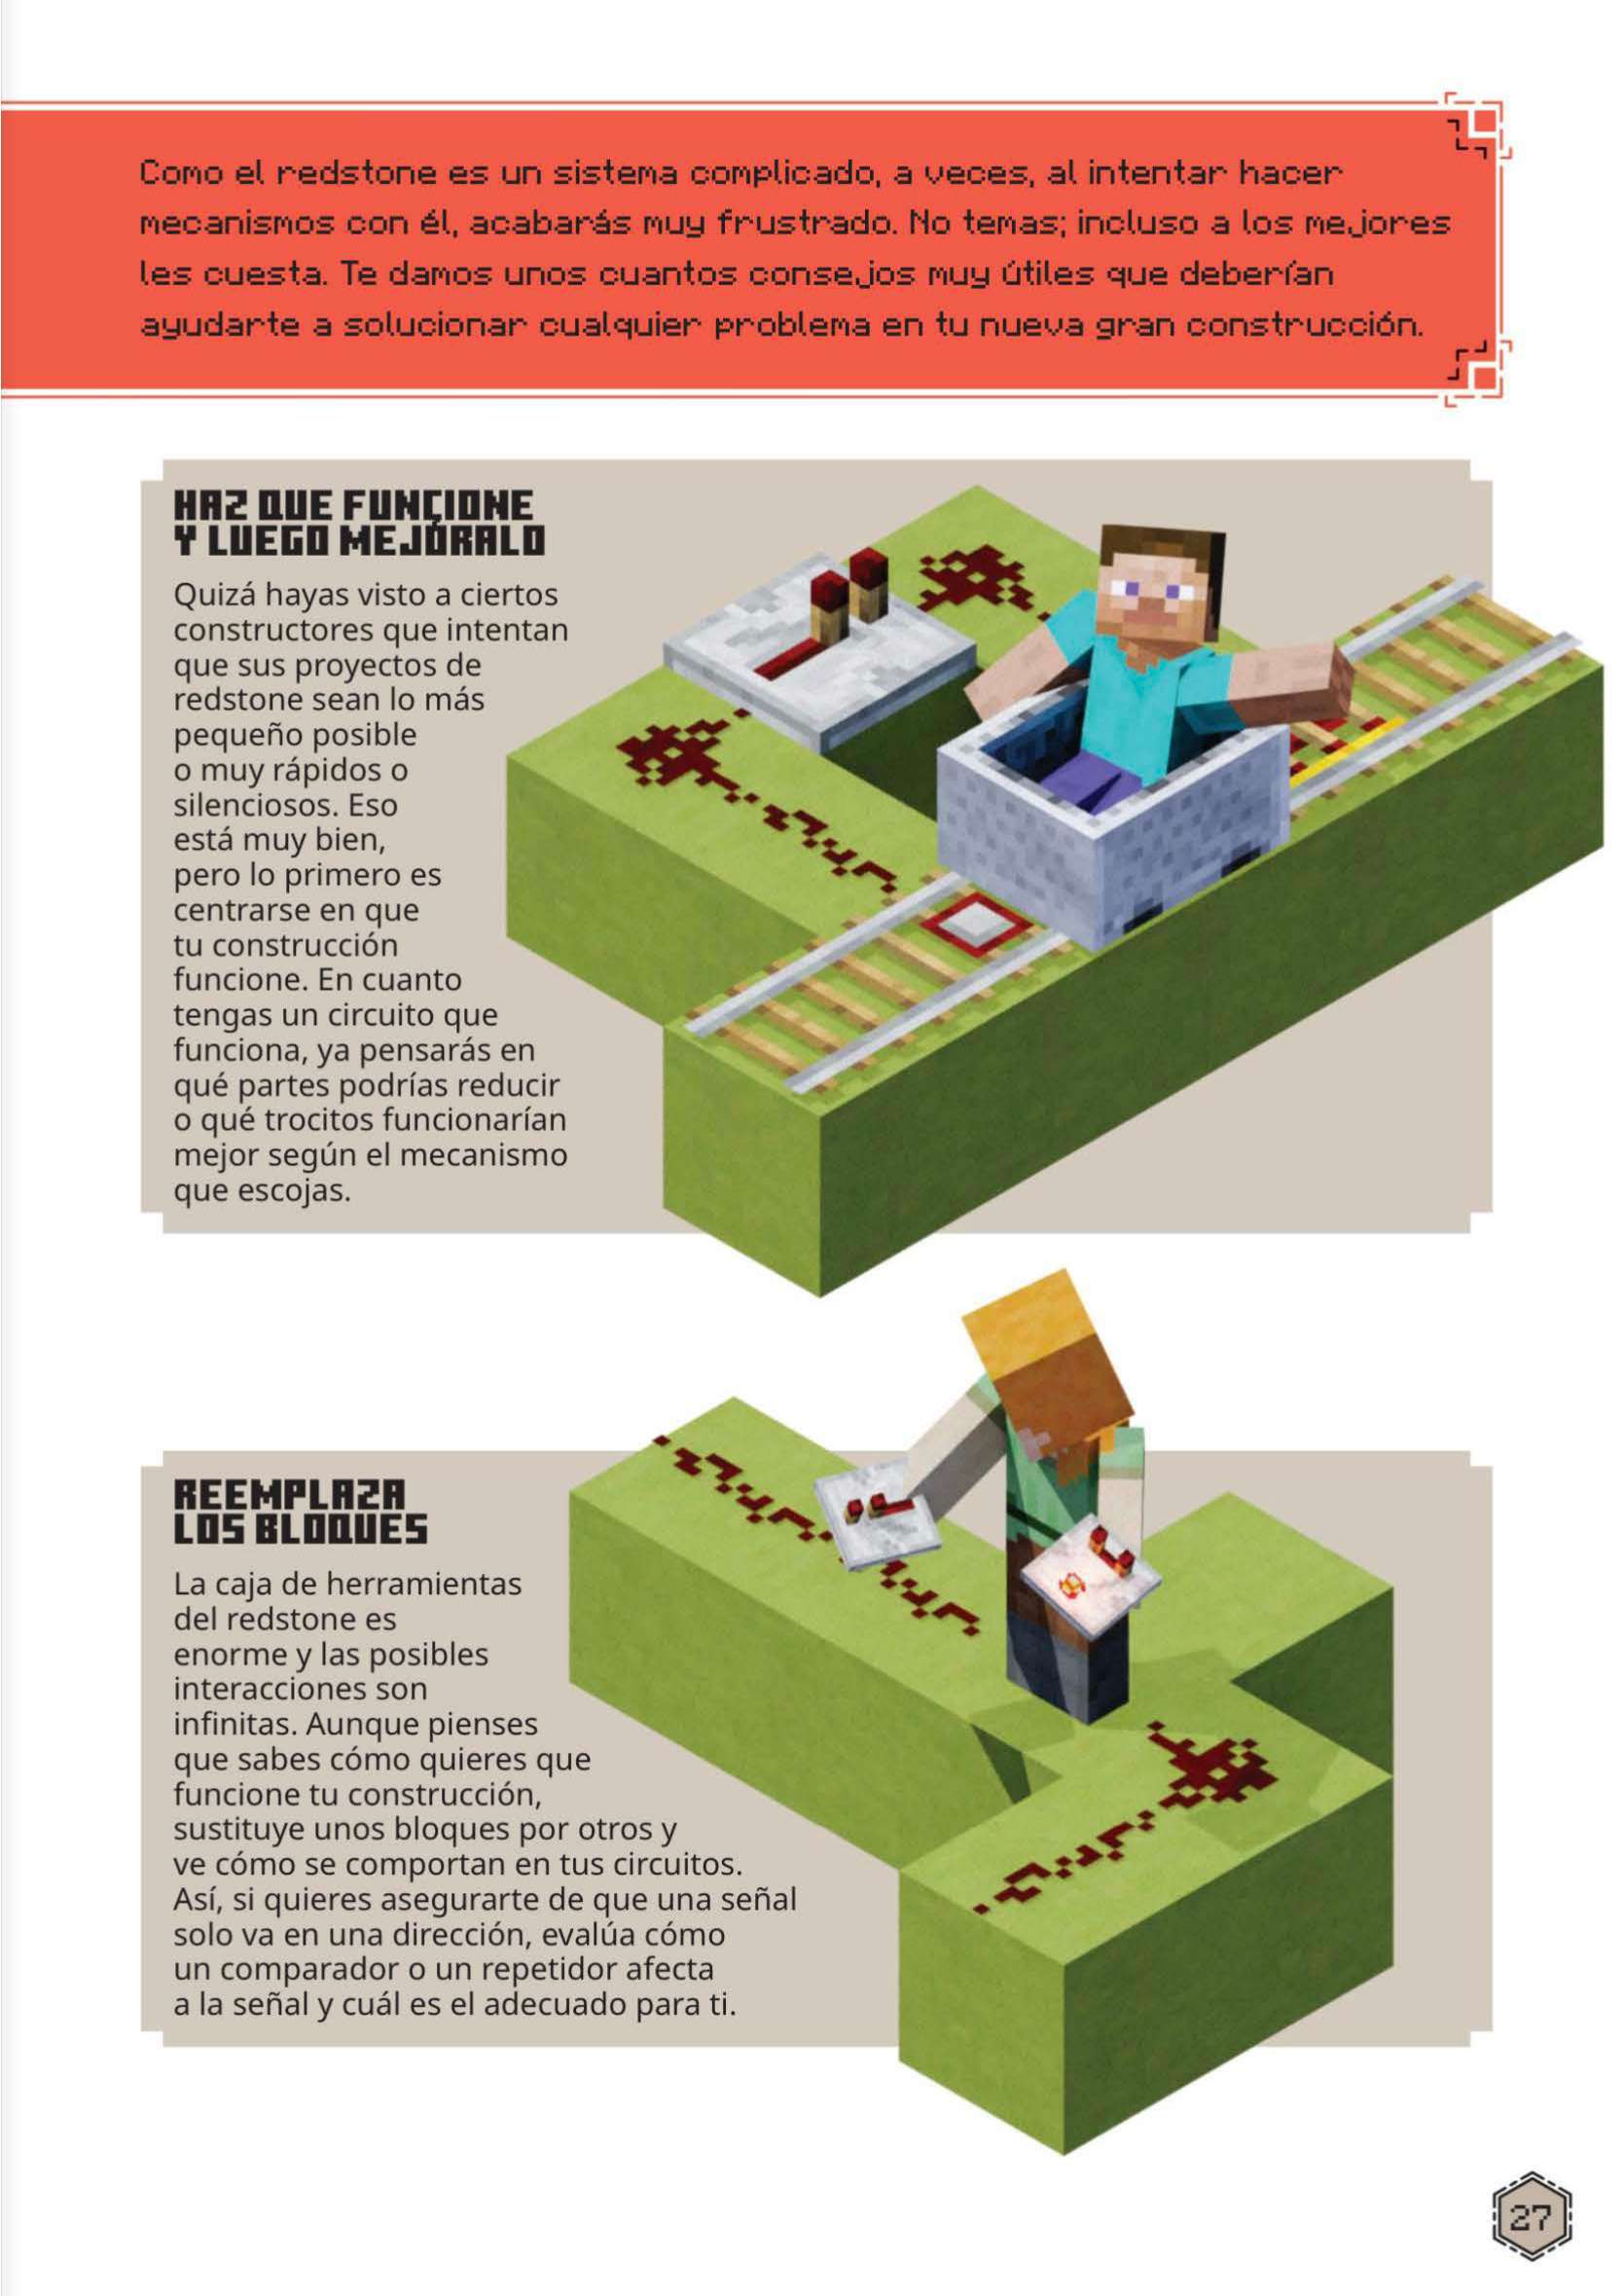 Como el redstone es un sistema complicado, a veces, al intentar hacer
mecanismos con él, acabarás muy frustrado. No temas; incluso a los mejores
les cuesta. Te damos unos cuantos consejos muy útiles que deberían
ayudarte a solucionar cualquier problema en tu nueva gran construcción.
HAZ QUE FUNCIONE
Y LUEGO MEJÓRALO
Quizá hayas visto a ciertos
constructores que intentan
que sus proyectos de
redstone sean lo más
pequeño posible
o muy rápidos o
silenciosos. Eso
está muy bien,
pero lo primero es
centrarse en que
tu construcción
funcione. En cuanto
tengas un circuito que
funciona, ya pensarás en
qué partes podrías reducir
o qué trocitos funcionarían
mejor según el mecanismo
que escojas.
REEMPLAZA
LOS BLOQUES
La caja de herramientas
del redstone es
enorme y las posibles
interacciones son
infinitas. Aunque pienses
que sabes cómo quieres que
funcione tu construcción,
sustituye unos bloques por otros y
ve cómo se comportan en tus circuitos.
Así, si quieres asegurarte de que una señal
solo va en una dirección, evalúa cómo
un comparador o un repetidor afecta
a la señal y cuál es el adecuado para ti.
27